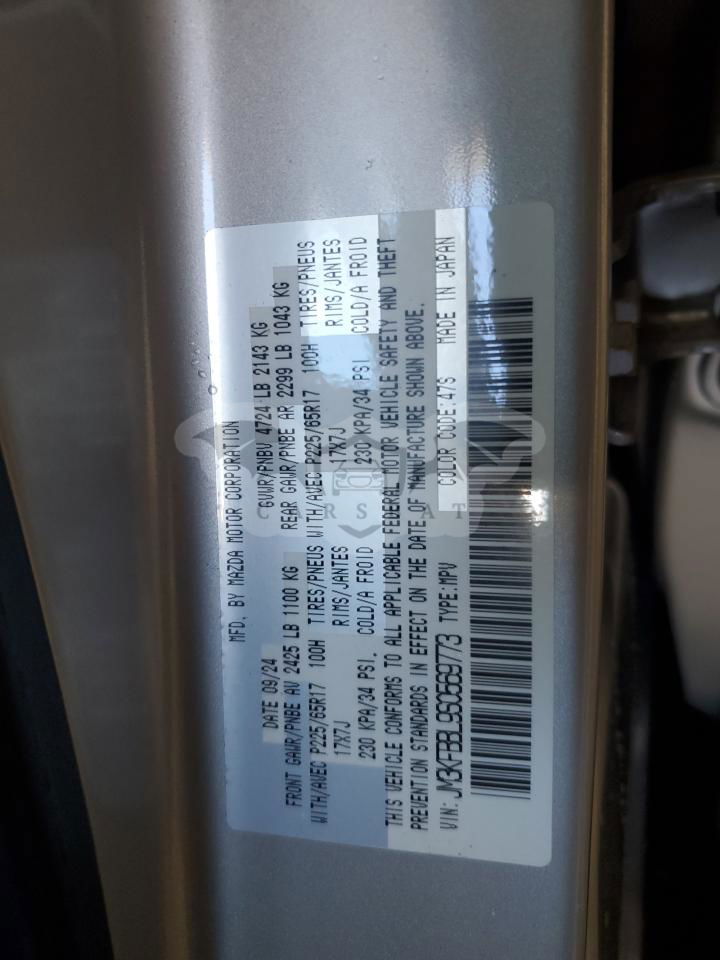 MFD. BY MAZDA MOTOR CORPORATION
DATE 09/24 GVWR/PNBV 4724 LB 2143 KG
FRONT GAWR/PNBE AV 2425 LB 1100 KG REAR GAWR/PNBE AR 2299 LB 1043 KG
WITH/AVEC P225/65R17 100H TIRES/PNEUS WITH/AVEC P225/65R17 100H TIRES/PNEUS
17X7J RIMS/JANTES 17X7J RIMS/JANTES
230 KPA/34 PSI, COLD/A FROID 230 KPA/34 PSI, COLD/A FROID
THIS VEHICLE CONFORMS TO ALL APPLICABLE FEDERAL MOTOR VEHICLE SAFETY AND THEFT
PREVENTION STANDARDS IN EFFECT ON THE DATE OF MANUFACTURE SHOWN ABOVE.
VIN: JM3KFBBL9S0569773 TYPE:MPV COLOR CODE:47S MADE IN JAPAN